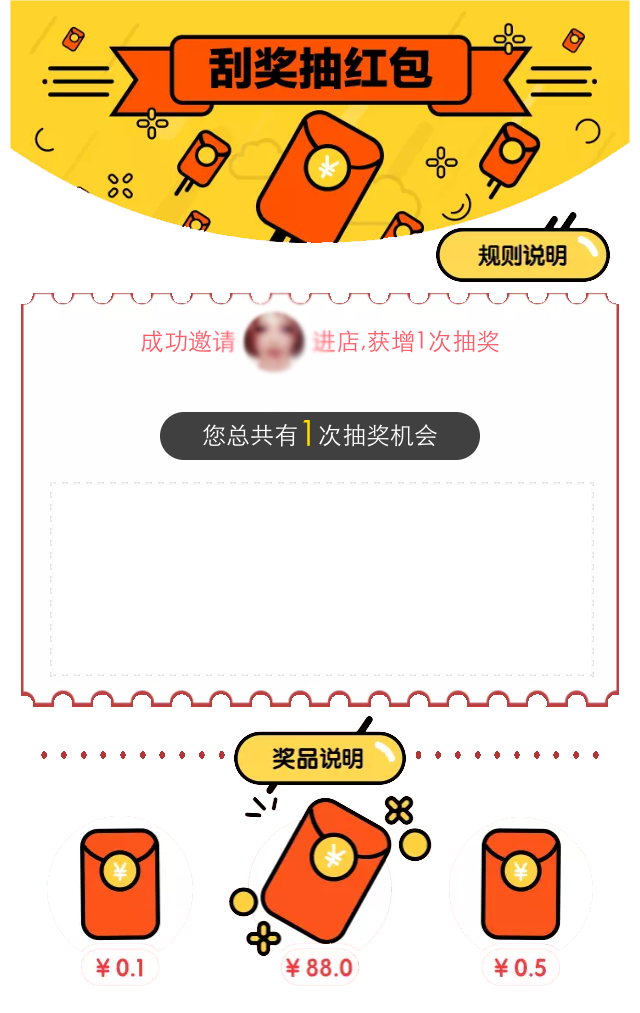 刮奖抽红包
规则说明
成功邀请 进店,获增1次抽奖
您总共有1次抽奖机会
奖品说明
¥0.1
¥88.0
¥0.5